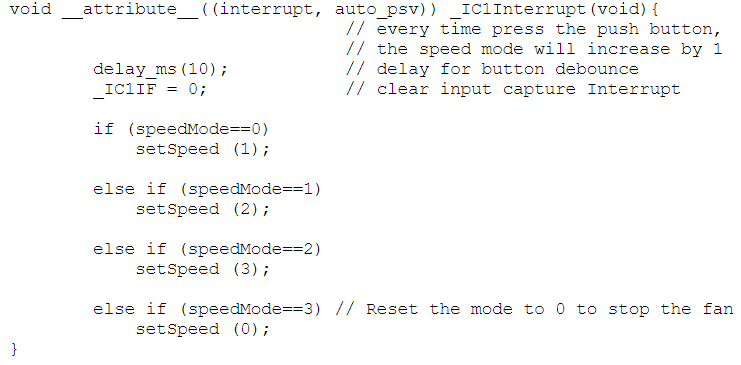 void __attribute__((interrupt, auto_psv)) _IC1Interrupt(void){
// every time press the push button,
// the speed mode will increase by 1
delay_ms(10); // delay for button debounce
_IC1IF = 0; // clear input capture Interrupt
if (speedMode==0)
setSpeed (1);
else if (speedMode==1)
setSpeed (2);
else if (speedMode==2)
setSpeed (3);
else if (speedMode==3) // Reset the mode to 0 to stop the fan
setSpeed (0);
}